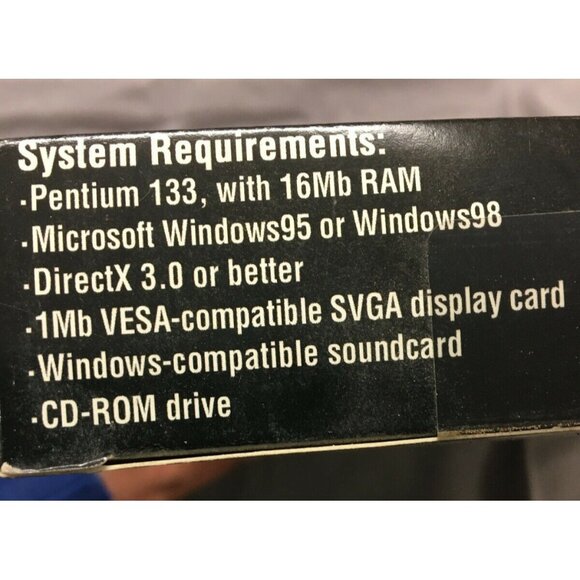 System Requirements:
·Pentium 133, with 16Mb RAM
·Microsoft Windows95 or Windows98
·DirectX 3.0 or better
·1Mb VESA-compatible SVGA display card
·Windows-compatible soundcard
·CD-ROM drive